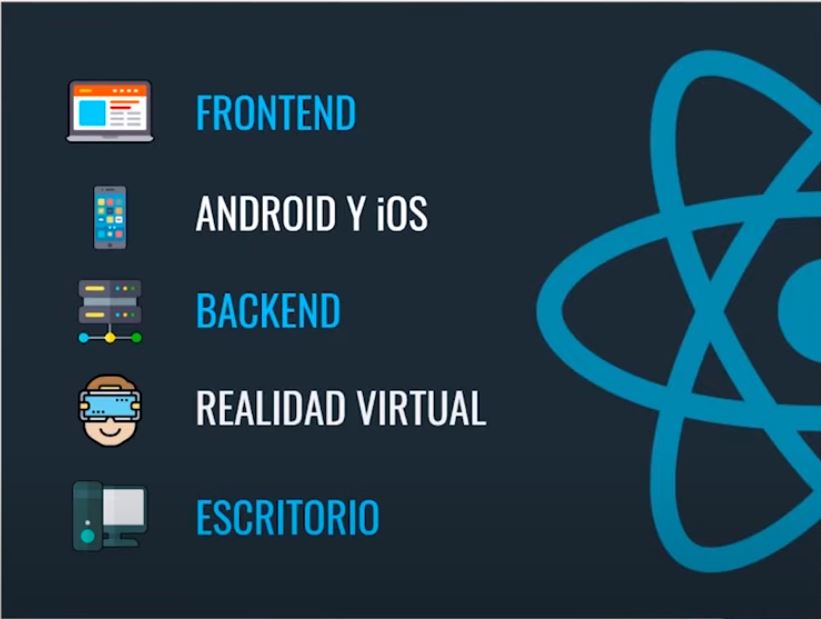 FRONTEND
ANDROID Y iOS
BACKEND
REALIDAD VIRTUAL
ESCRITORIO